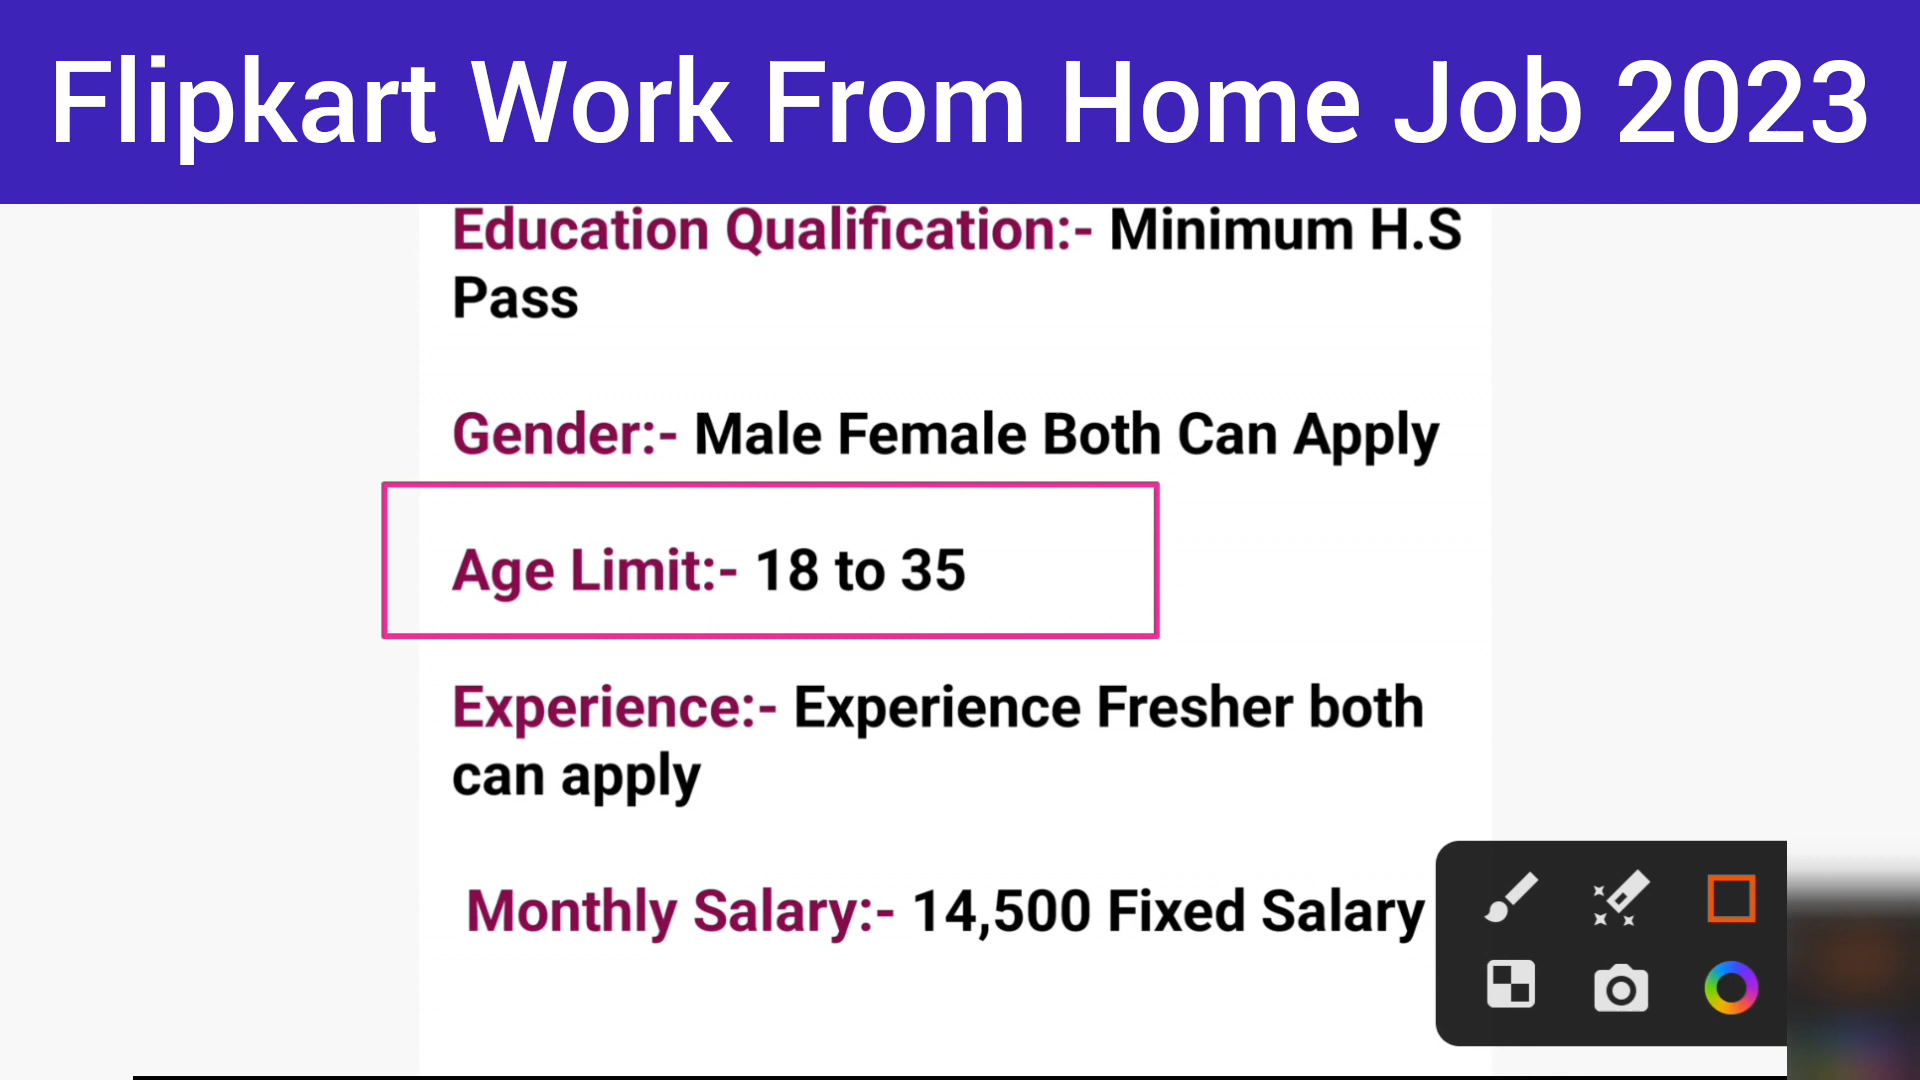 Flipkart Work From Home Job 2023
Education Qualification:- Minimum H.S
Pass
Gender:- Male Female Both Can Apply
Age Limit:- 18 to 35
Experience:- Experience Fresher both
can apply
Monthly Salary:- 14,500 Fixed Salary